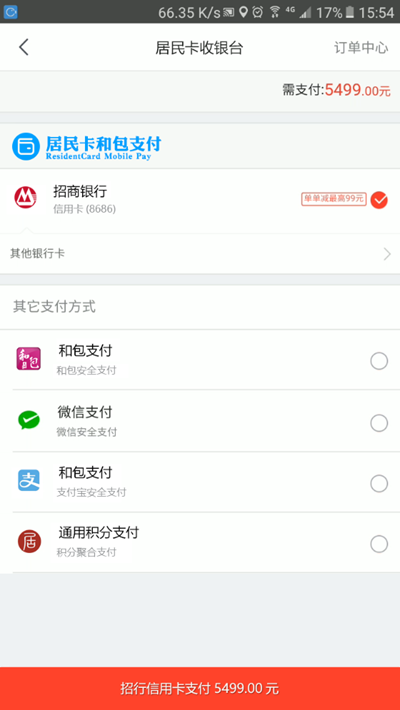 66.35 K/s 4G 17% 15:54
居民卡收银台 订单中心
需支付:5499.00元
居民卡和包支付
ResidentCard Mobile Pay
招商银行
单单减最高99元
信用卡 (8686)
其他银行卡
其它支付方式
和包
和包支付
和包安全支付
微信支付
微信安全支付
支
和包支付
支付宝安全支付
居
通用积分支付
积分聚合支付
招行信用卡支付 5499.00 元